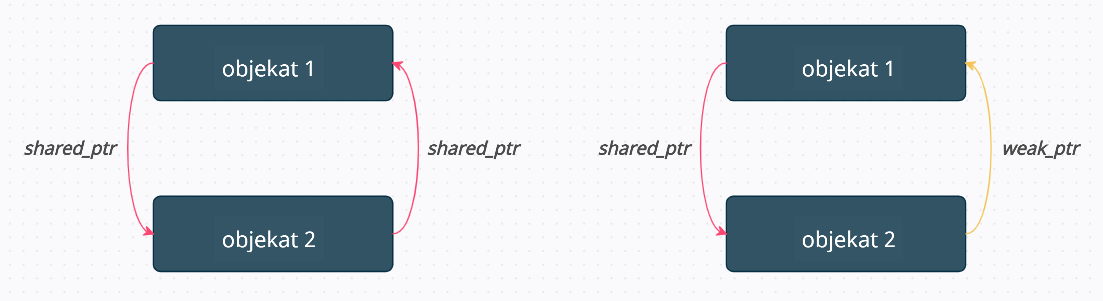 objekat 1
shared_ptr
shared_ptr
objekat 2
objekat 1
shared_ptr
weak_ptr
objekat 2